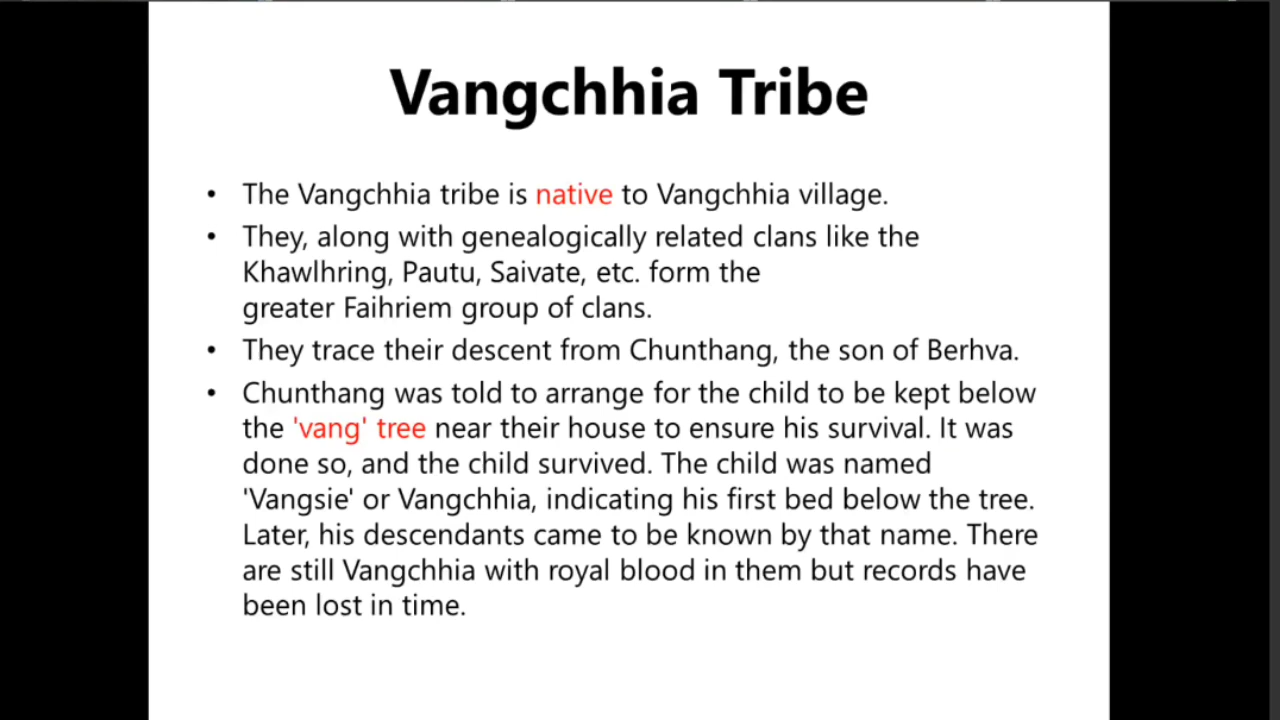 Vangchhia Tribe
• The Vangchhia tribe is native to Vangchhia village.
• They, along with genealogically related clans like the
Khawlhring, Pautu, Saivate, etc. form the
greater Faihriem group of clans.
• They trace their descent from Chunthang, the son of Berhva.
• Chunthang was told to arrange for the child to be kept below
the 'vang' tree near their house to ensure his survival. It was
done so, and the child survived. The child was named
'Vangsie' or Vangchhia, indicating his first bed below the tree.
Later, his descendants came to be known by that name. There
are still Vangchhia with royal blood in them but records have
been lost in time.